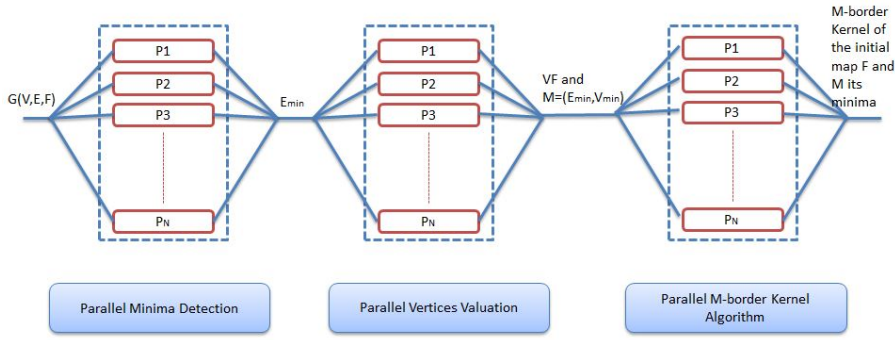 G(V,E,F)
P1
P2
P3
PN
Emin
P1
P2
P3
PN
VF and
M=(Emin,Vmin)
P1
P2
P3
PN
M-border
Kernel of
the initial
map F and
M its
minima
Parallel Minima Detection
Parallel Vertices Valuation
Parallel M-border Kernel
Algorithm